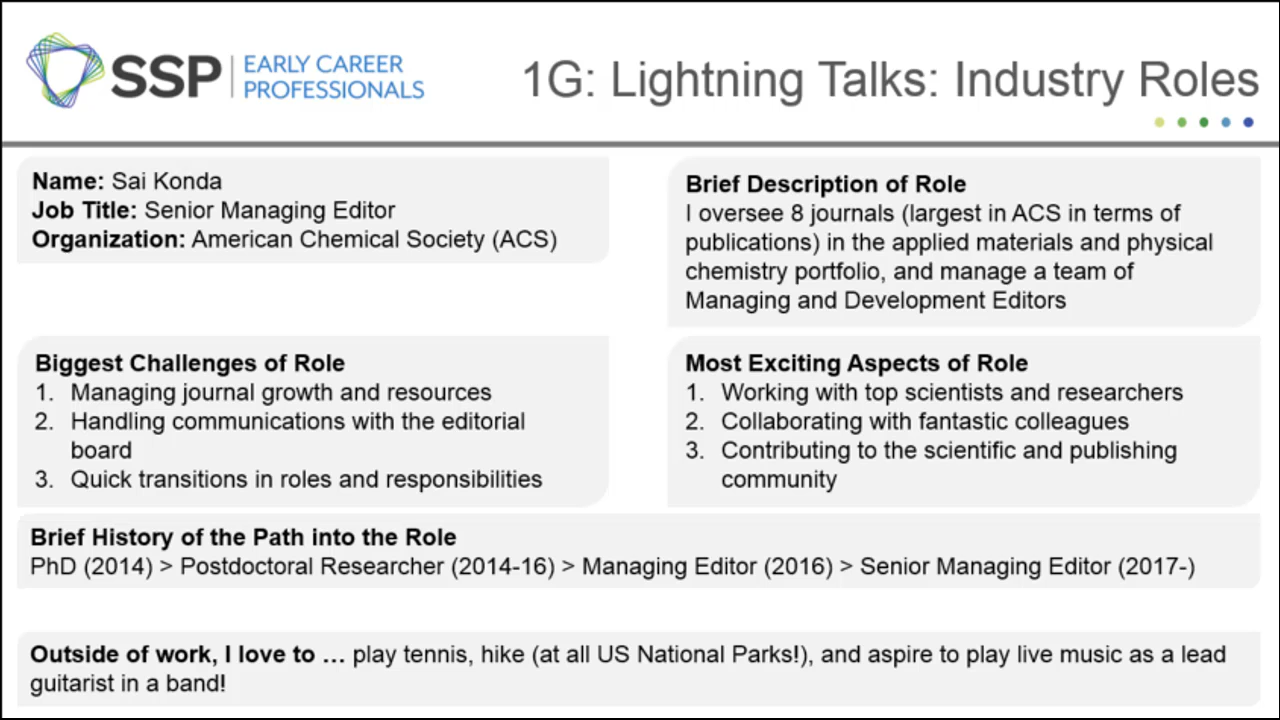 SSP
EARLY CAREER
PROFESSIONALS
1G: Lightning Talks: Industry Roles
Name: Sai Konda
Job Title: Senior Managing Editor
Organization: American Chemical Society (ACS)
Brief Description of Role
I oversee 8 journals (largest in ACS in terms of
publications) in the applied materials and physical
chemistry portfolio, and manage a team of
Managing and Development Editors
Biggest Challenges of Role
1. Managing journal growth and resources
2. Handling communications with the editorial
board
3. Quick transitions in roles and responsibilities
Most Exciting Aspects of Role
1. Working with top scientists and researchers
2. Collaborating with fantastic colleagues
3. Contributing to the scientific and publishing
community
Brief History of the Path into the Role
PhD (2014) > Postdoctoral Researcher (2014-16) > Managing Editor (2016) > Senior Managing Editor (2017-)
Outside of work, I love to … play tennis, hike (at all US National Parks!), and aspire to play live music as a lead
guitarist in a band!